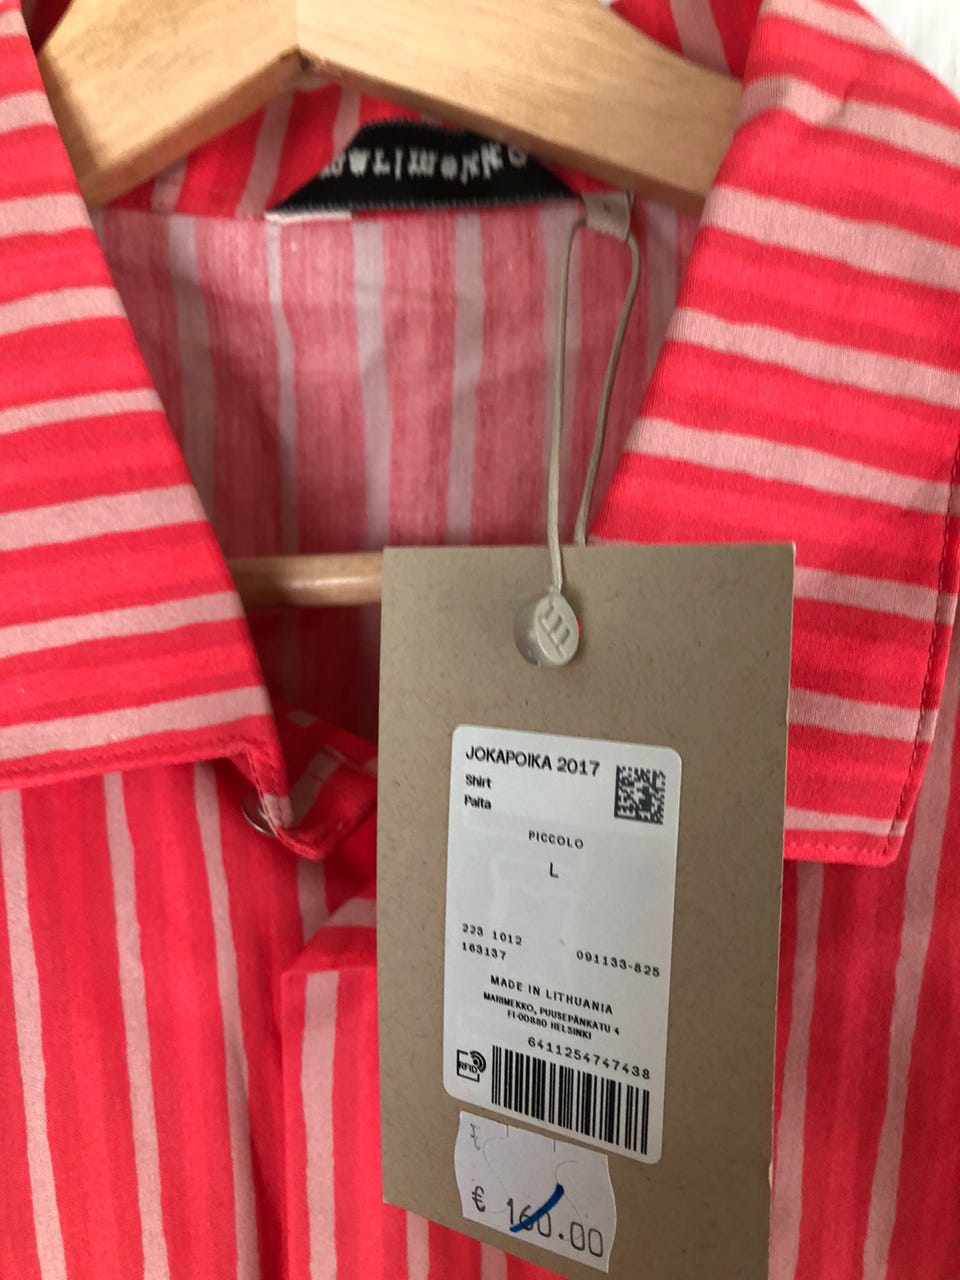 marimekko
JOKAPOIKA 2017
Shirt
Paita
PICCOLO
L
223 1012
163137
091133-825
MADE IN LITHUANIA
MARIMEKKO, PUUSEPÄNKATU 4
FI-00880 HELSINKI
6411254747438
RFID
€
€ 160.00